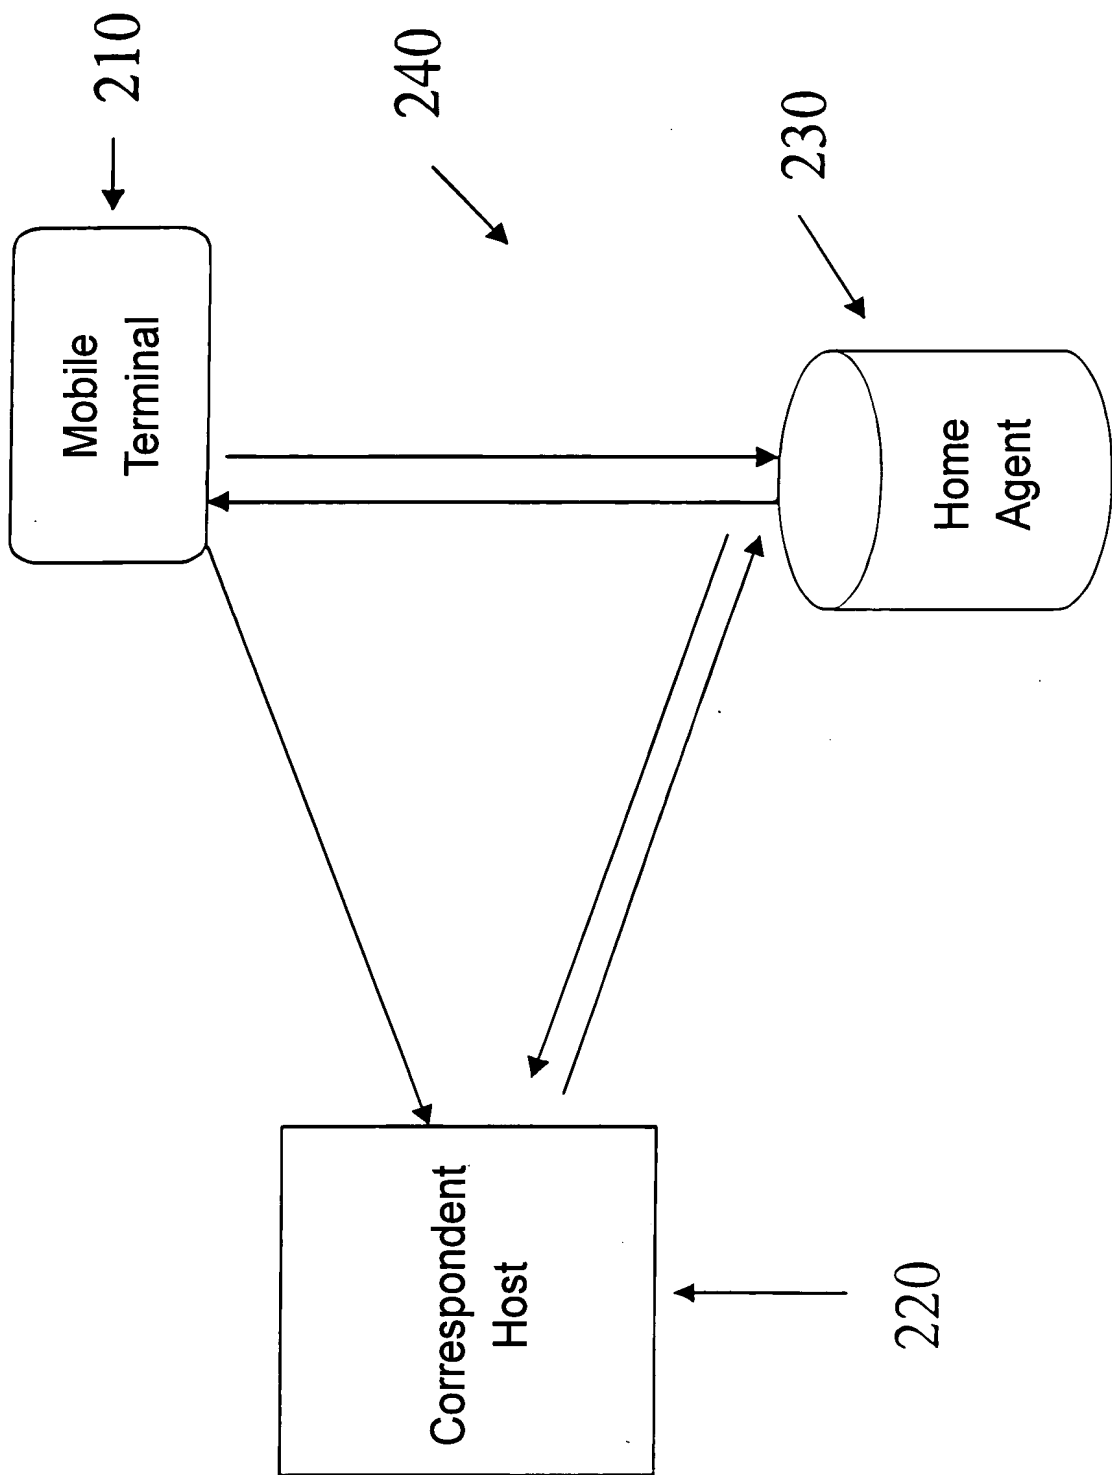 Correspondent
Host
220
Mobile
Terminal
210
240
Home
Agent
230